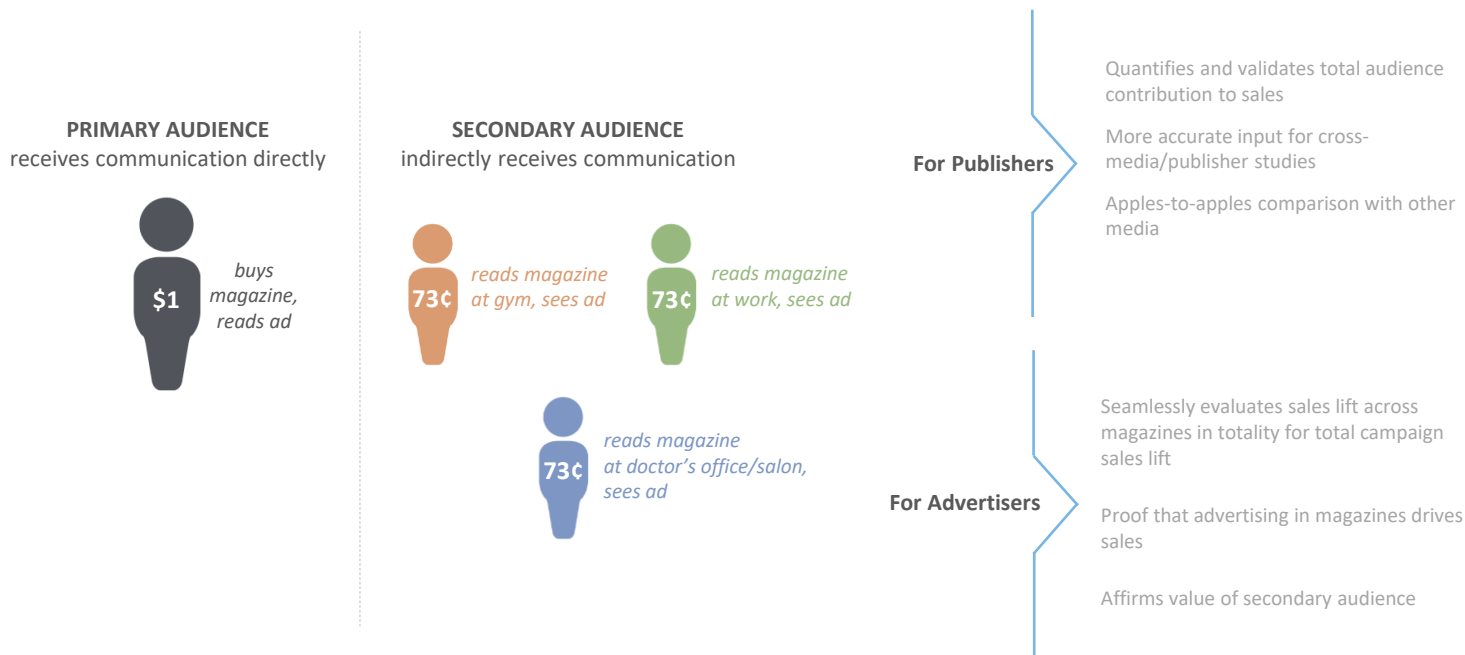 PRIMARY AUDIENCE
receives communication directly
$1
buys
magazine,
reads ad
SECONDARY AUDIENCE
indirectly receives communication
73¢
reads magazine
at gym, sees ad
73¢
reads magazine
at work, sees ad
73¢
reads magazine
at doctor’s office/salon,
sees ad
For Publishers
Quantifies and validates total audience
contribution to sales
More accurate input for cross-
media/publisher studies
Apples-to-apples comparison with other
media
For Advertisers
Seamlessly evaluates sales lift across
magazines in totality for total campaign
sales lift
Proof that advertising in magazines drives
sales
Affirms value of secondary audience